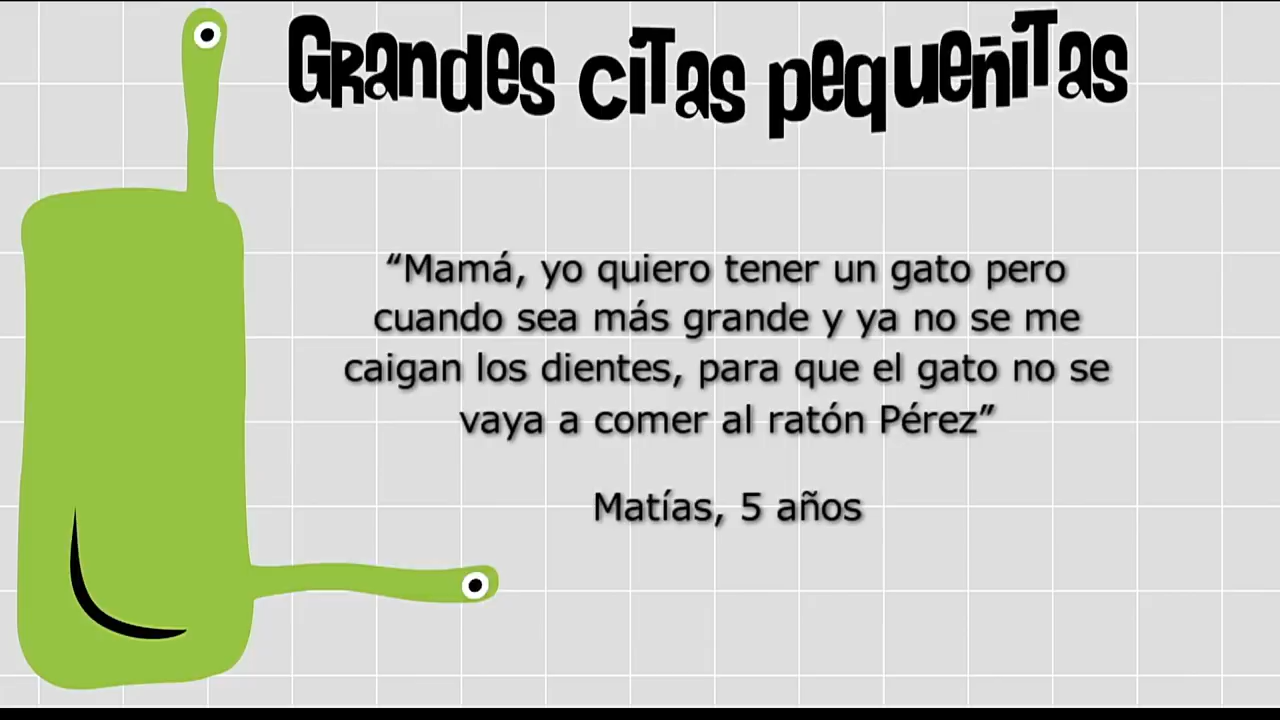 Grandes citas pequeñitas
“Mamá, yo quiero tener un gato pero
cuando sea más grande y ya no se me
caigan los dientes, para que el gato no se
vaya a comer al ratón Pérez”
Matías, 5 años